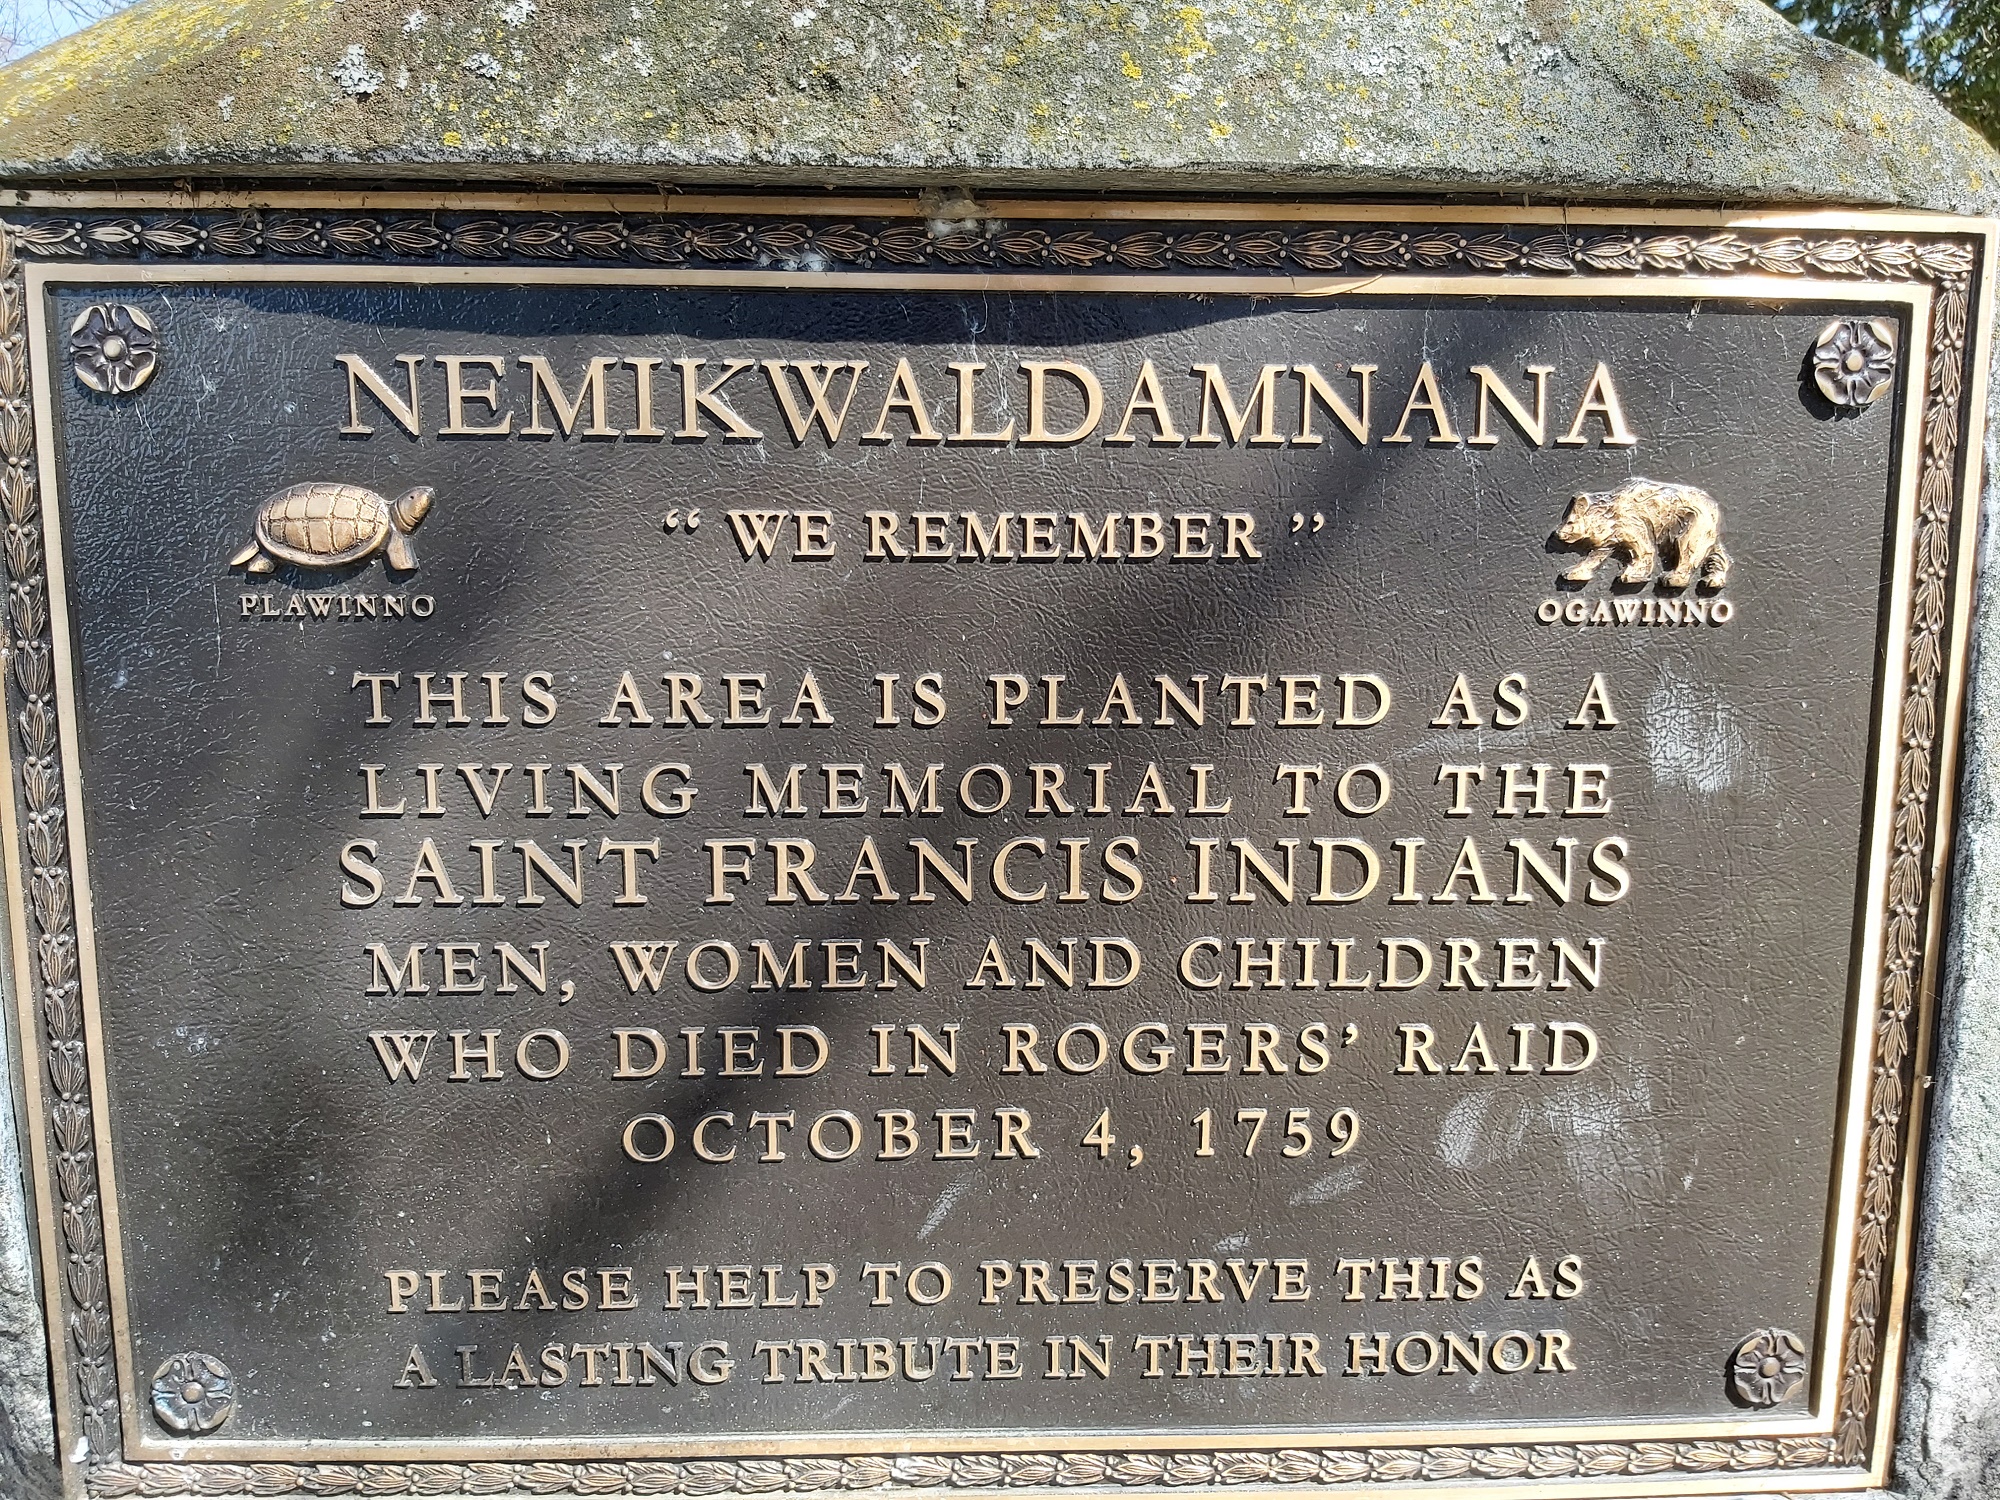 NEMIKWALDAMNANA
“ WE REMEMBER ”
PLAWINNO
OGAWINNO
THIS AREA IS PLANTED AS A
LIVING MEMORIAL TO THE
SAINT FRANCIS INDIANS
MEN, WOMEN AND CHILDREN
WHO DIED IN ROGERS’ RAID
OCTOBER 4, 1759
PLEASE HELP TO PRESERVE THIS AS
A LASTING TRIBUTE IN THEIR HONOR